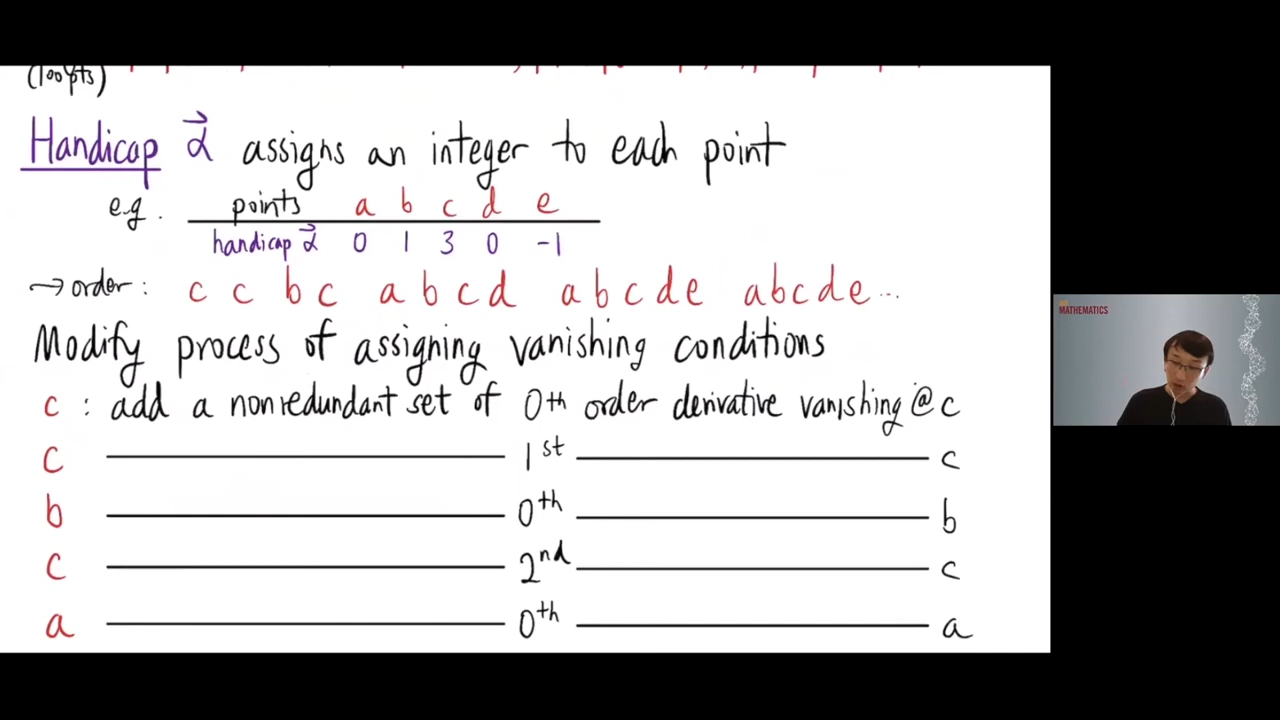 (100pts)
Handicap α⃗ assigns an integer to each point
e.g. points a b c d e
handicap α⃗ 0 1 3 0 -1
→ order: c c b c a b c d a b c d e a b c d e ...
Modify process of assigning vanishing conditions
c : add a nonredundant set of 0th order derivative vanishing @ c
c 1st c
b 0th b
c 2nd c
a 0th a
MATHEMATICS